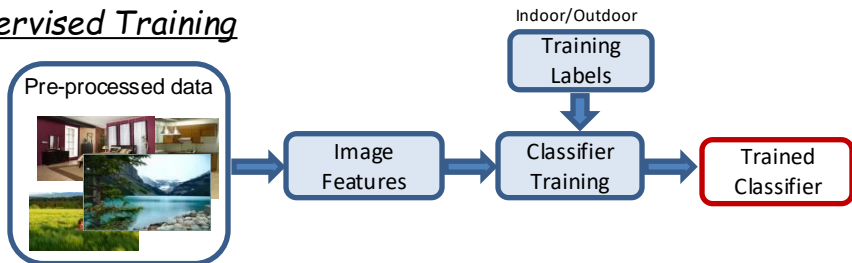 ervised Training
Indoor/Outdoor
Training
Labels
Pre-processed data
Image
Features
Classifier
Training
Trained
Classifier